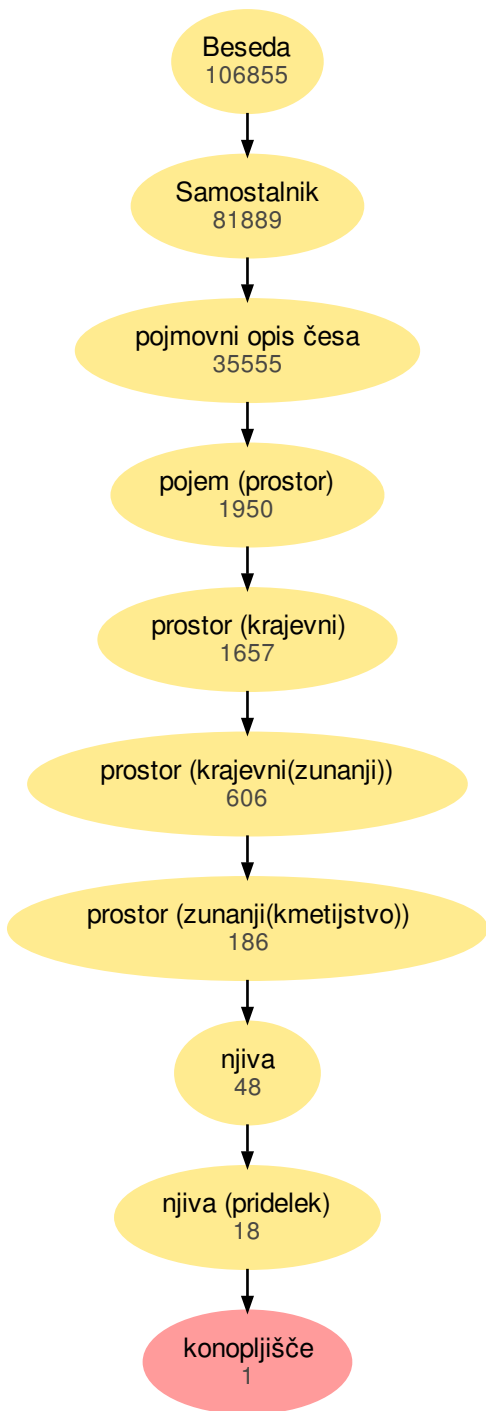 Beseda
106855
Samostalnik
81889
pojmovni opis česa
35555
pojem (prostor)
1950
prostor (krajevni)
1657
prostor (krajevni(zunanji))
606
prostor (zunanji(kmetijstvo))
186
njiva
48
njiva (pridelek)
18
konopljišče
1